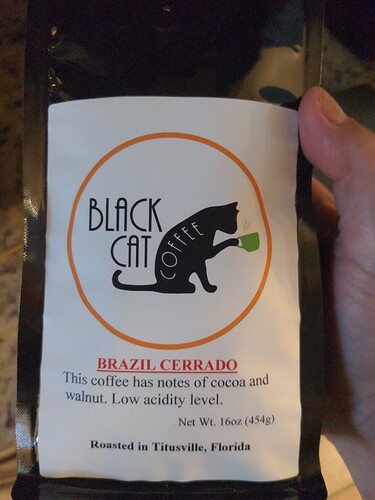 BLACK
CAT
COFFEE
BRAZIL CERRADO
This coffee has notes of cocoa and
walnut. Low acidity level.
Net Wt. 16oz (454g)
Roasted in Titusville, Florida